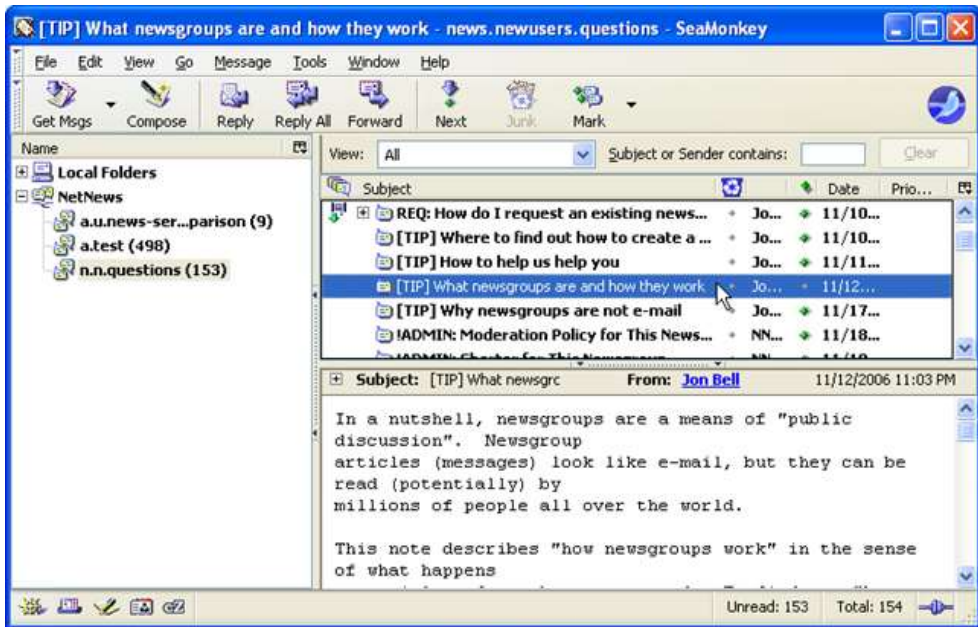 [TIP] What newsgroups are and how they work - news.newusers.questions - SeaMonkey
File Edit View Go Message Tools Window Help
Get Msgs Compose Reply Reply All Forward Next Junk Mark
Name
View: All Subject or Sender contains: Clear
Local Folders
NetNews
a.u.news-ser...parison (9)
a.test (498)
n.n.questions (153)
Subject Date Prio...
REQ: How do I request an existing news... Jo... 11/10...
[TIP] Where to find out how to create a ... Jo... 11/10...
[TIP] How to help us help you Jo... 11/11...
[TIP] What newsgroups are and how they work Jo... 11/12...
[TIP] Why newsgroups are not e-mail Jo... 11/17...
!ADMIN: Moderation Policy for This News... NN... 11/18...
!ADMIN: Charter for This Newsgroup
Subject: [TIP] What newsgrc From: Jon Bell 11/12/2006 11:03 PM
In a nutshell, newsgroups are a means of "public
discussion". Newsgroup
articles (messages) look like e-mail, but they can be
read (potentially) by
millions of people all over the world.
This note describes "how newsgroups work" in the sense
of what happens
Unread: 153 Total: 154